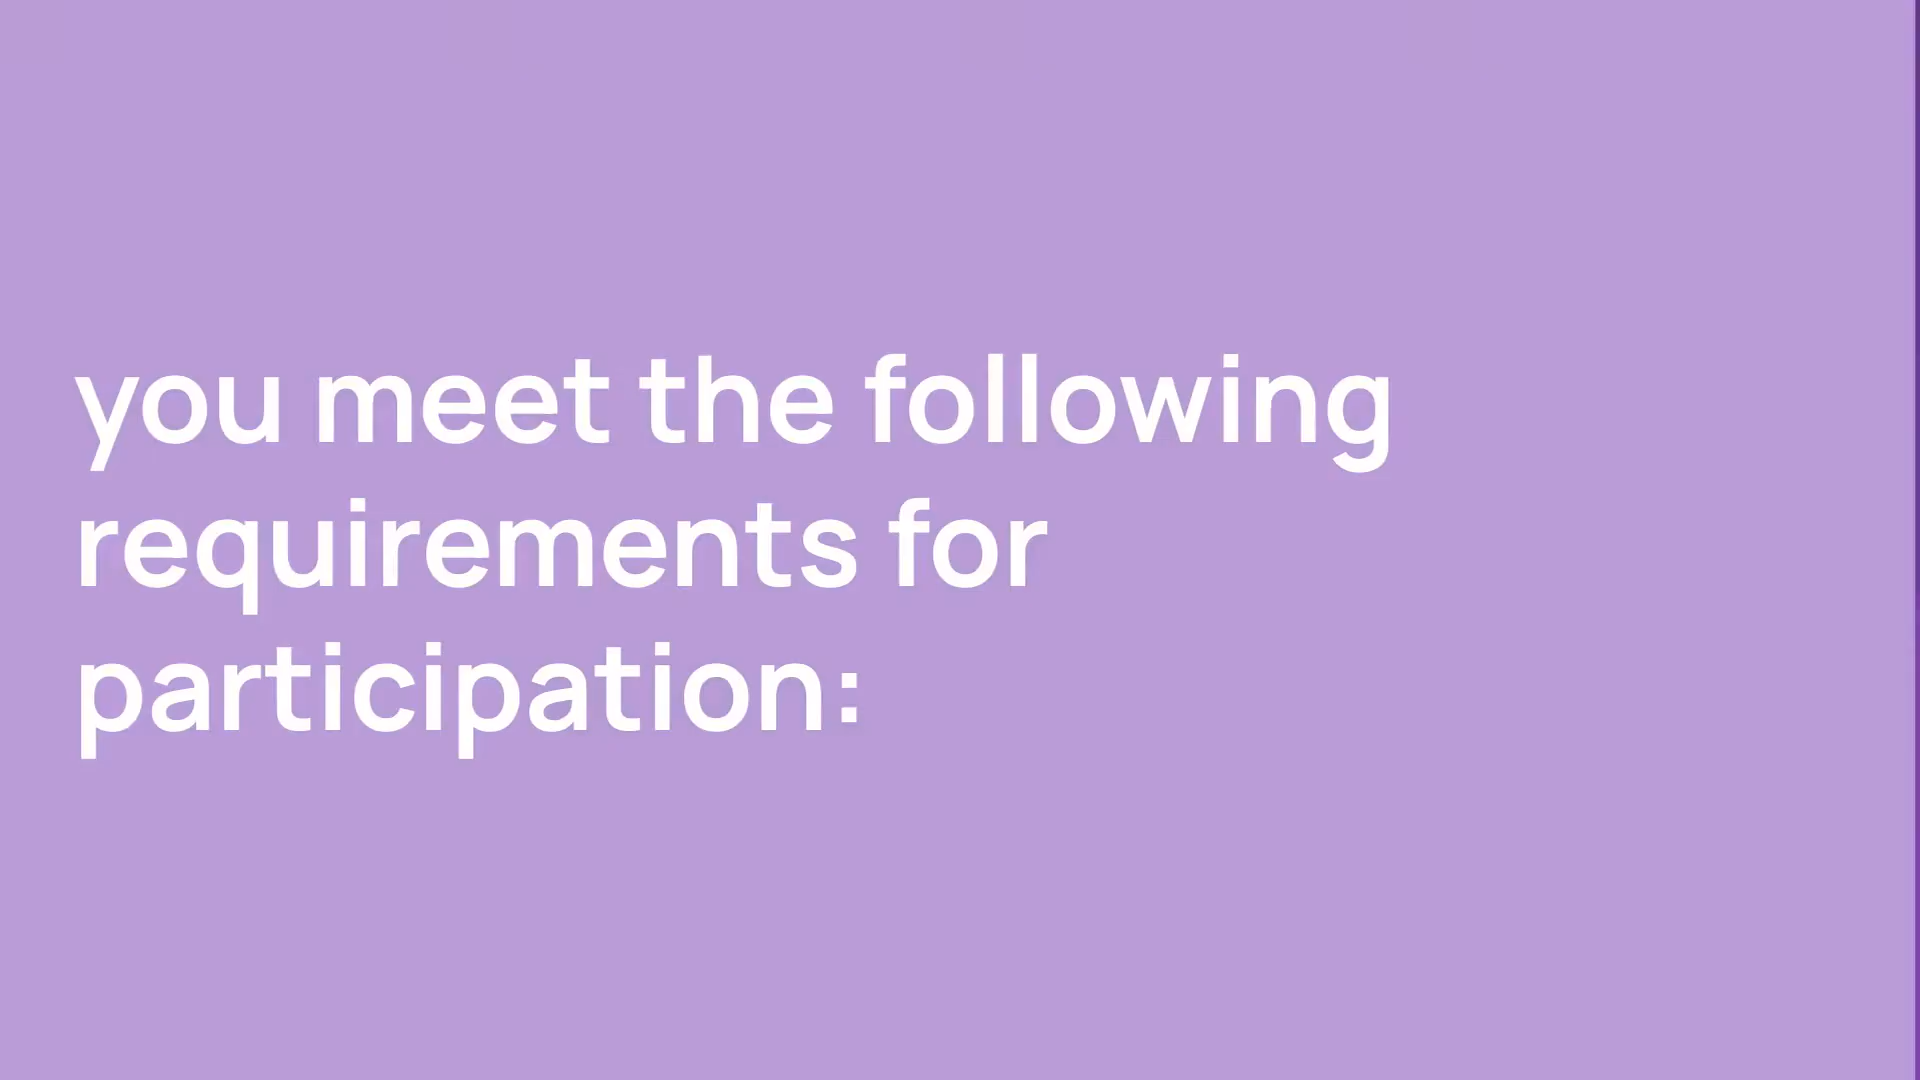 you meet the following
requirements for
participation: